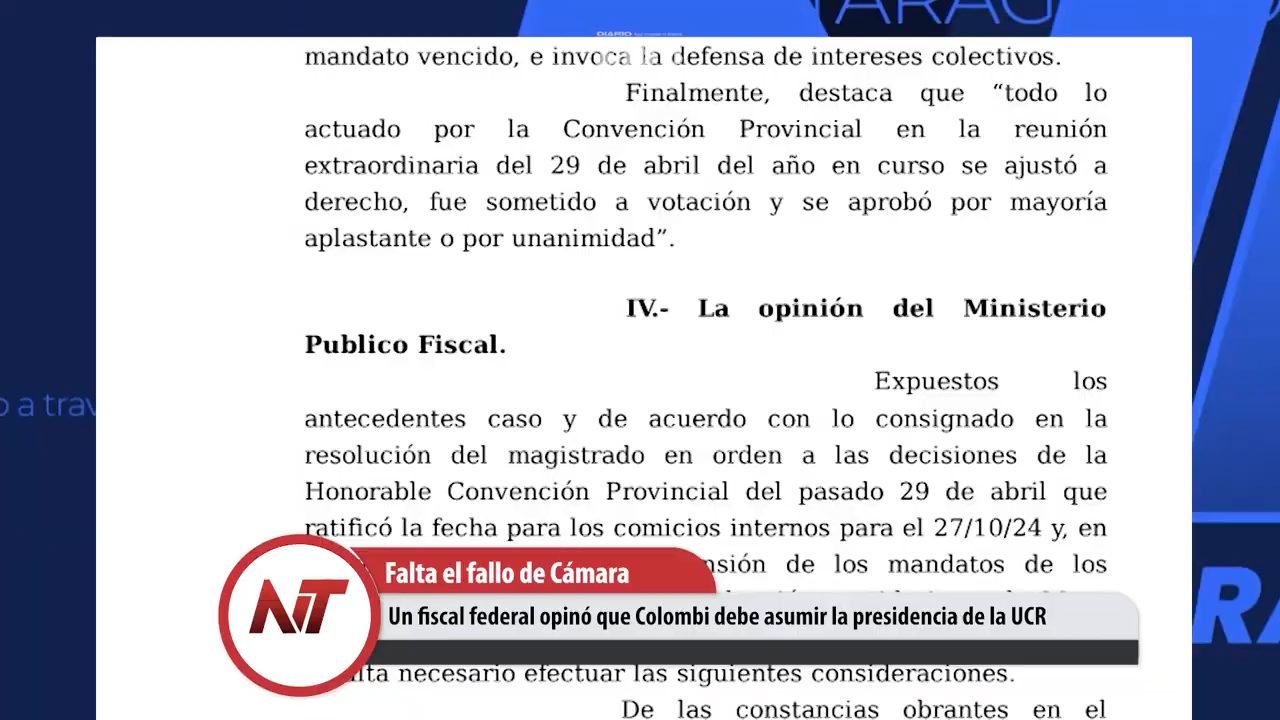 TARAG
DIARIO
mandato vencido, e invoca la defensa de intereses colectivos.
Finalmente, destaca que “todo lo
actuado por la Convención Provincial en la reunión
extraordinaria del 29 de abril del año en curso se ajustó a
derecho, fue sometido a votación y se aprobó por mayoría
aplastante o por unanimidad”.
IV.- La opinión del Ministerio
Publico Fiscal.
Expuestos los
o a trav
antecedentes caso y de acuerdo con lo consignado en la
resolución del magistrado en orden a las decisiones de la
Honorable Convención Provincial del pasado 29 de abril que
ratificó la fecha para los comicios internos para el 27/10/24 y, en
nsión de los mandatos de los
Falta el fallo de Cámara
NT
Un fiscal federal opinó que Colombi debe asumir la presidencia de la UCR
RA
necesario efectuar las siguientes consideraciones.
De las constancias obrantes en el